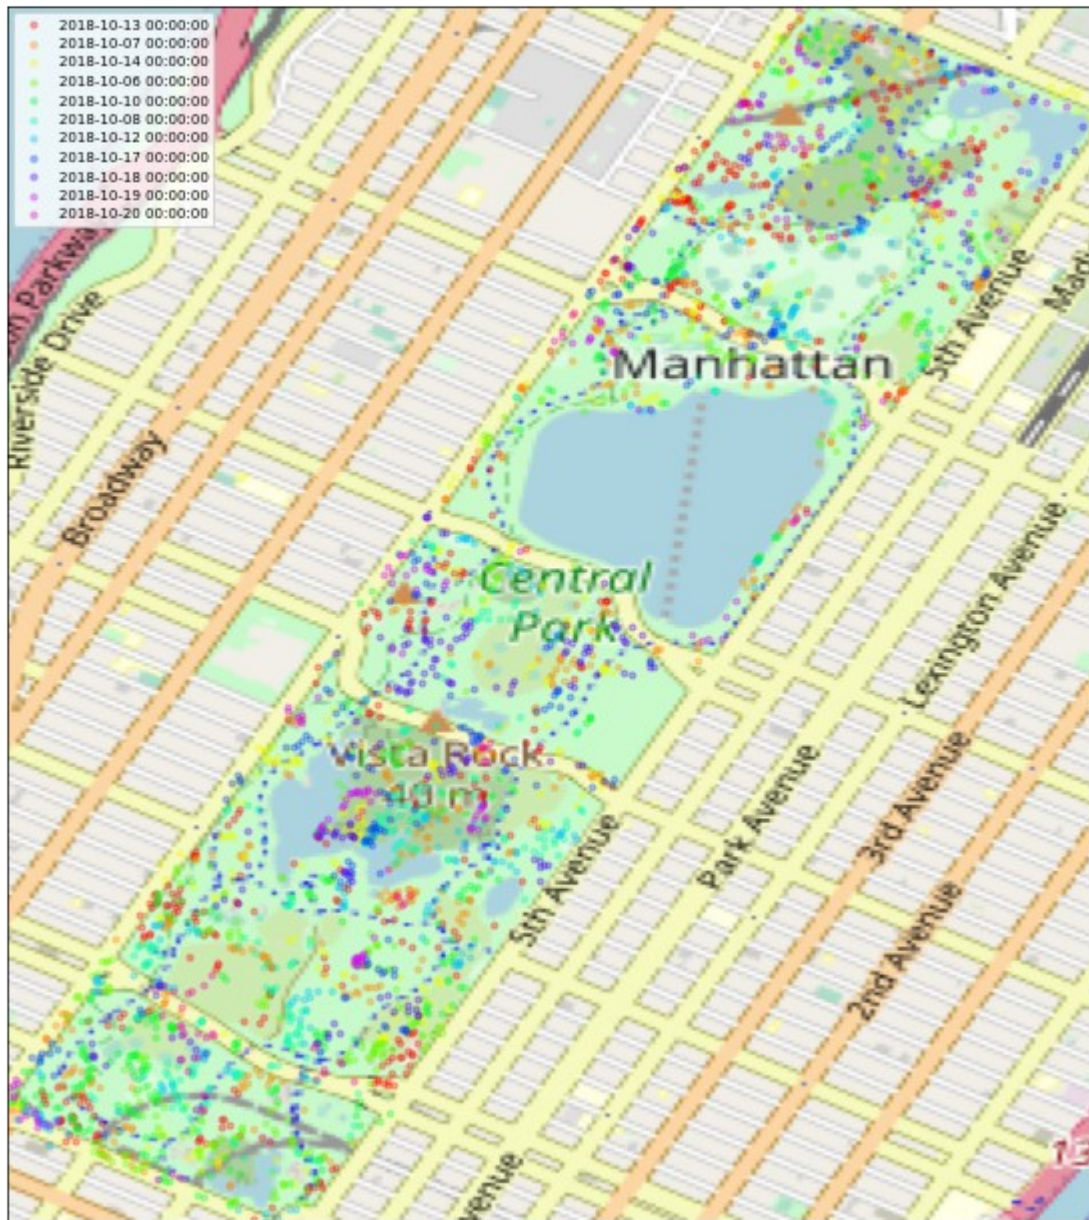 2018-10-13 00:00:00
2018-10-07 00:00:00
2018-10-14 00:00:00
2018-10-06 00:00:00
2018-10-10 00:00:00
2018-10-08 00:00:00
2018-10-12 00:00:00
2018-10-17 00:00:00
2018-10-18 00:00:00
2018-10-19 00:00:00
2018-10-20 00:00:00
Riverside Drive
Broadway
5th Avenue
Manhattan
Central
Park
Lexington Avenue
Vista Rock
40 m
Park Avenue
3rd Avenue
5th Avenue
2nd Avenue